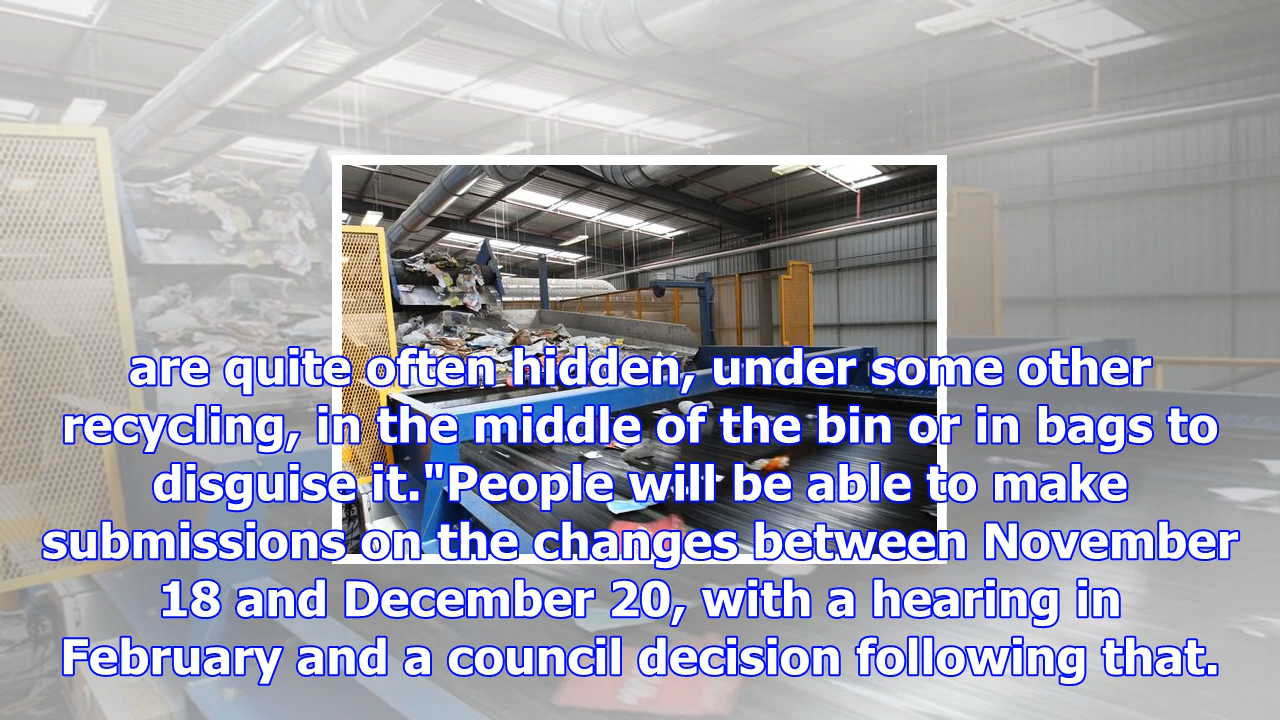 are quite often hidden, under some other
recycling, in the middle of the bin or in bags to
disguise it."People will be able to make
submissions on the changes between November
18 and December 20, with a hearing in
February and a council decision following that.